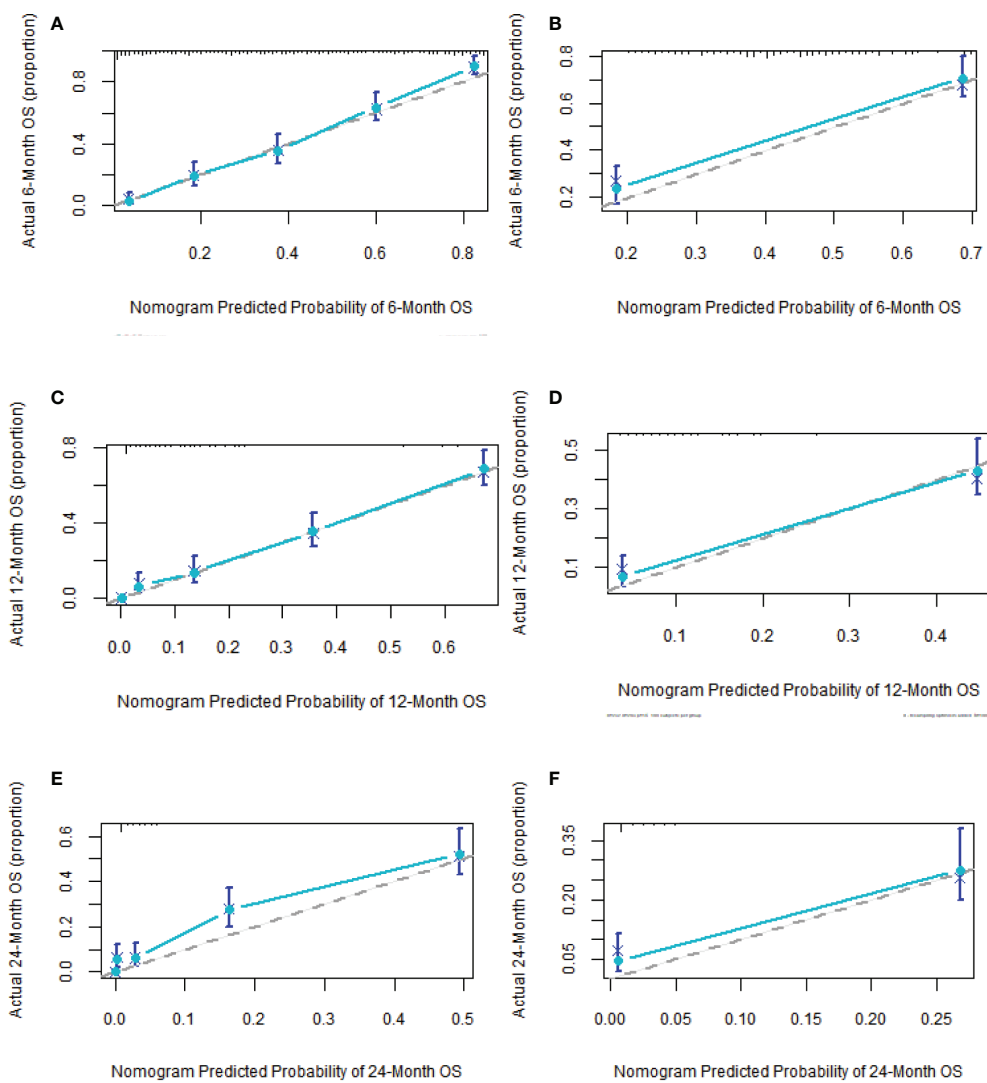 A
Actual 6-Month OS (proportion)
0.0 0.4 0.8
0.2 0.4 0.6 0.8
Nomogram Predicted Probability of 6-Month OS
B
Actual 6-Month OS (proportion)
0.2 0.4 0.6 0.8
0.2 0.3 0.4 0.5 0.6 0.7
Nomogram Predicted Probability of 6-Month OS
C
Actual 12-Month OS (proportion)
0.0 0.4 0.8
0.0 0.1 0.2 0.3 0.4 0.5 0.6
Nomogram Predicted Probability of 12-Month OS
D
Actual 12-Month OS (proportion)
0.1 0.3 0.5
0.1 0.2 0.3 0.4
Nomogram Predicted Probability of 12-Month OS
E
Actual 24-Month OS (proportion)
0.0 0.2 0.4 0.6
0.0 0.1 0.2 0.3 0.4 0.5
Nomogram Predicted Probability of 24-Month OS
F
Actual 24-Month OS (proportion)
0.05 0.20 0.35
0.00 0.05 0.10 0.15 0.20 0.25
Nomogram Predicted Probability of 24-Month OS